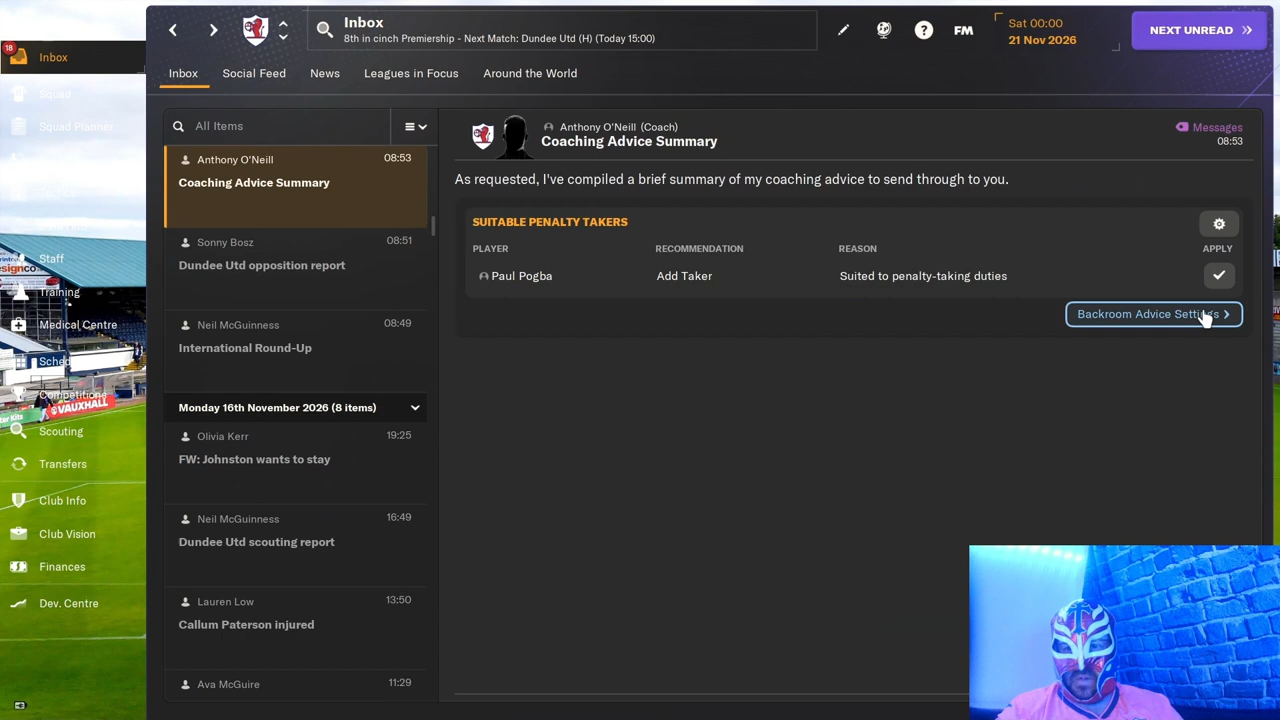 Inbox
8th in cinch Premiership - Next Match: Dundee Utd (H) (Today 15:00)
FM
Sat 00:00
21 Nov 2026
NEXT UNREAD
18
Inbox
Squad
Squad Planner
Staff
Training
Medical Centre
Sched
Competitions
Scouting
Transfers
Club Info
Club Vision
Finances
Dev. Centre
VAUXHALL
Inbox
Social Feed
News
Leagues in Focus
Around the World
All Items
Anthony O'Neill
08:53
Coaching Advice Summary
Sonny Bosz
08:51
Dundee Utd opposition report
Neil McGuinness
08:49
International Round-Up
Monday 16th November 2026 (8 items)
Olivia Kerr
19:25
FW: Johnston wants to stay
Neil McGuinness
16:49
Dundee Utd scouting report
Lauren Low
13:50
Callum Paterson injured
Ava McGuire
11:29
Anthony O'Neill (Coach)
Coaching Advice Summary
Messages
08:53
As requested, I've compiled a brief summary of my coaching advice to send through to you.
SUITABLE PENALTY TAKERS
PLAYER RECOMMENDATION REASON APPLY
Paul Pogba Add Taker Suited to penalty-taking duties
Backroom Advice Settings